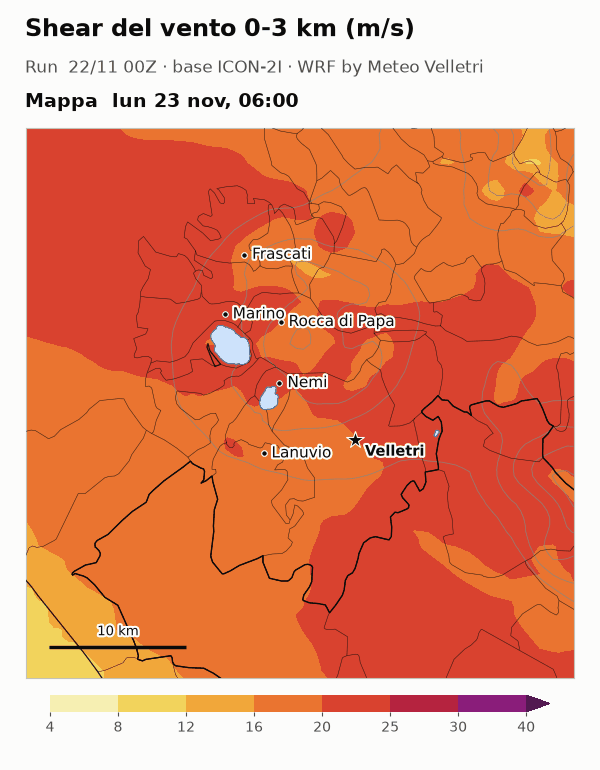 Shear del vento 0-3 km (m/s)
Run 22/11 00Z · base ICON-2I · WRF by Meteo Velletri
Mappa lun 23 nov, 06:00
Frascati
Marino
Rocca di Papa
Nemi
Velletri
Lanuvio
10 km
4 8 12 16 20 25 30 40